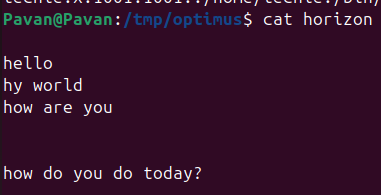 Pavan@Pavan:/tmp/optimus$ cat horizon
hello
hy world
how are you
how do you do today?